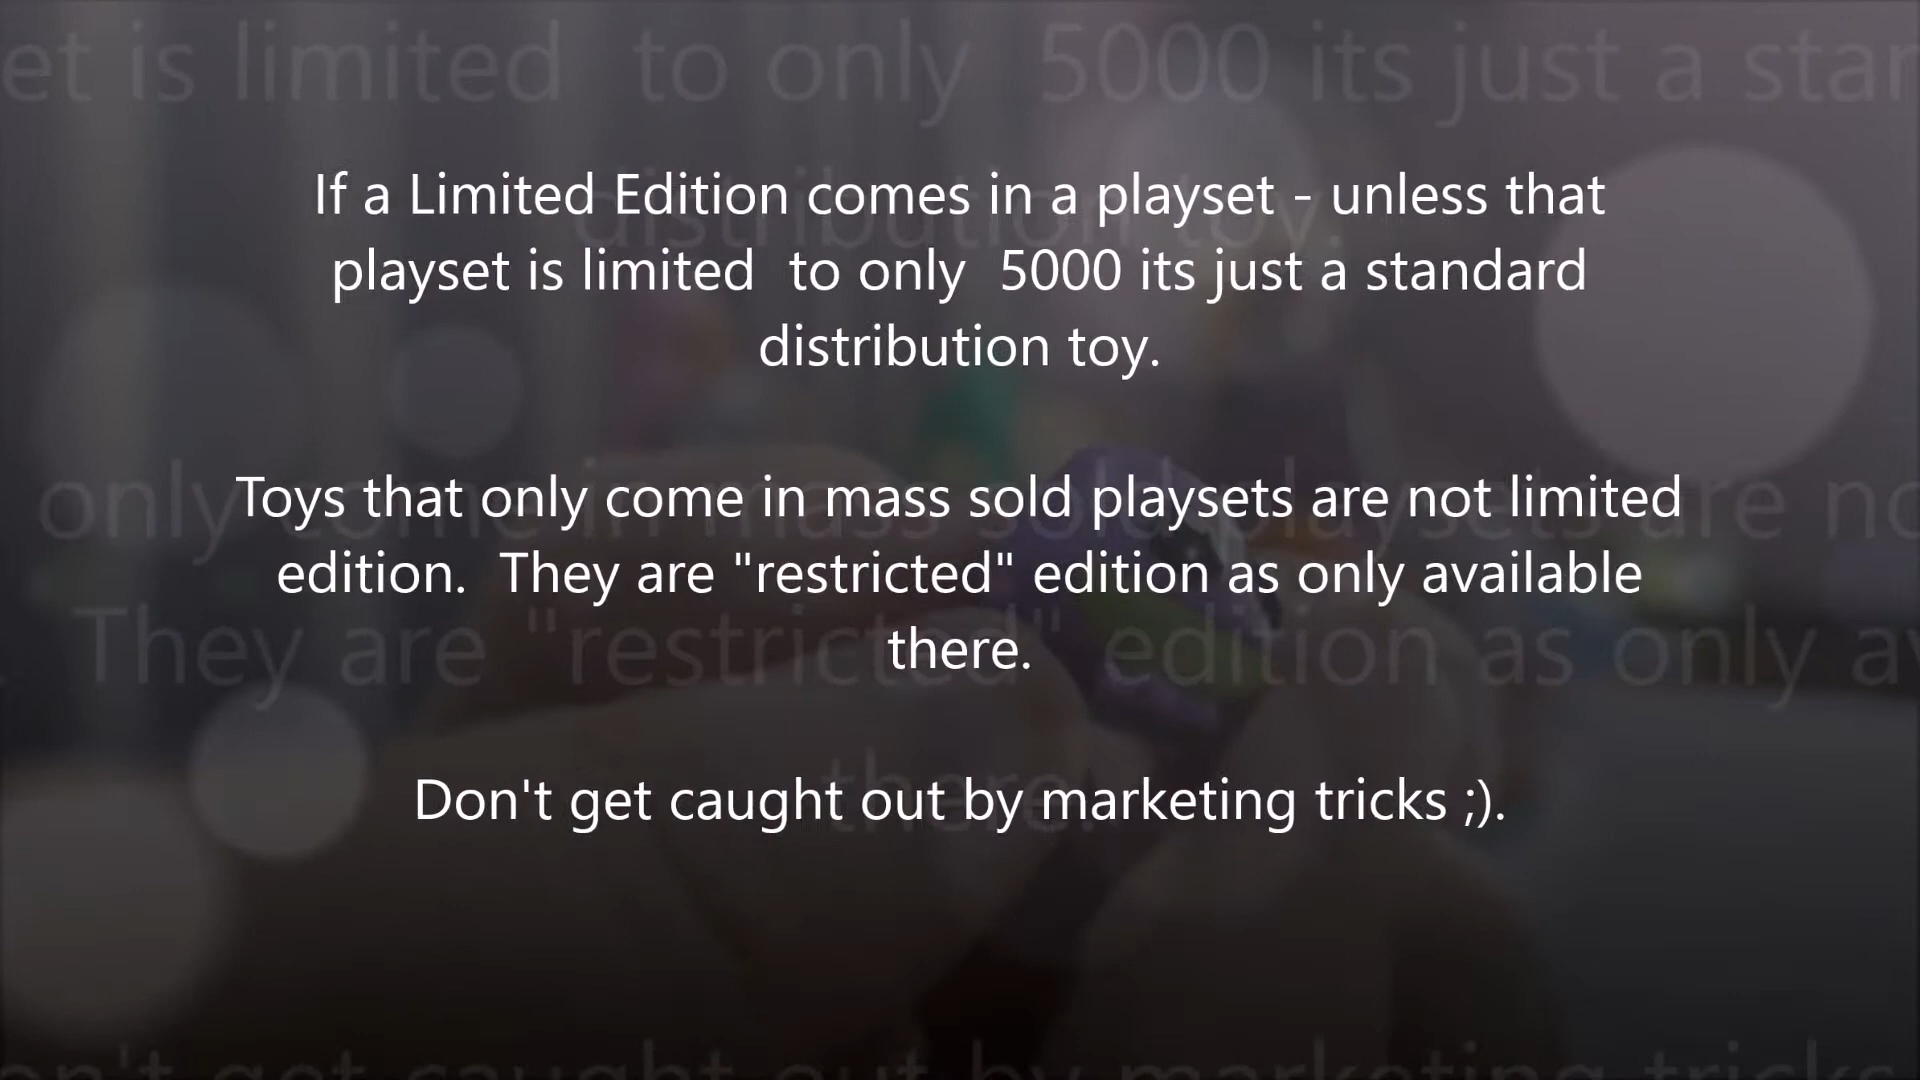 If a Limited Edition comes in a playset - unless that
playset is limited  to only  5000 its just a standard
distribution toy.
Toys that only come in mass sold playsets are not limited
edition.  They are "restricted" edition as only available
there.
Don't get caught out by marketing tricks ;).